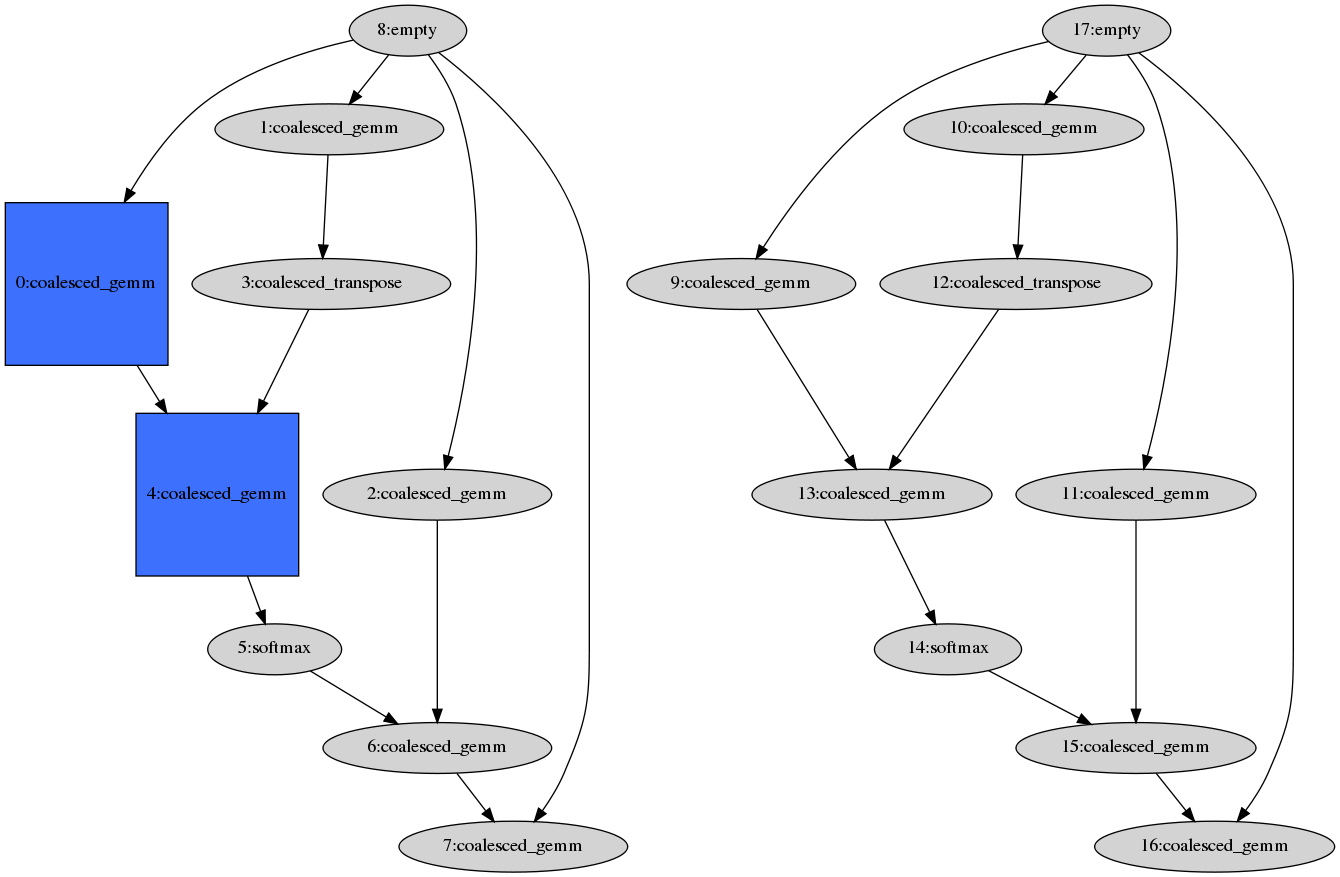 8:empty
17:empty
1:coalesced_gemm
10:coalesced_gemm
0:coalesced_gemm
3:coalesced_transpose
9:coalesced_gemm
12:coalesced_transpose
4:coalesced_gemm
2:coalesced_gemm
13:coalesced_gemm
11:coalesced_gemm
5:softmax
14:softmax
6:coalesced_gemm
15:coalesced_gemm
7:coalesced_gemm
16:coalesced_gemm